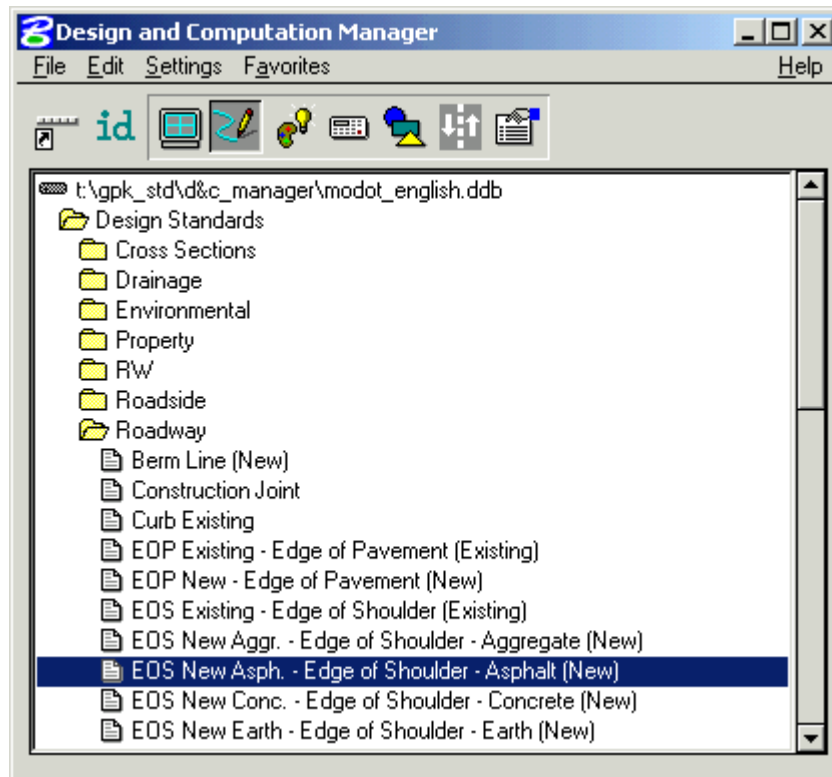 Design and Computation Manager
File Edit Settings Favorites Help
id
t:\gpk_std\d&c_manager\modot_english.ddb
Design Standards
Cross Sections
Drainage
Environmental
Property
RW
Roadside
Roadway
Berm Line (New)
Construction Joint
Curb Existing
EOP Existing - Edge of Pavement (Existing)
EOP New - Edge of Pavement (New)
EOS Existing - Edge of Shoulder (Existing)
EOS New Aggr. - Edge of Shoulder - Aggregate (New)
EOS New Asph. - Edge of Shoulder - Asphalt (New)
EOS New Conc. - Edge of Shoulder - Concrete (New)
EOS New Earth - Edge of Shoulder - Earth (New)